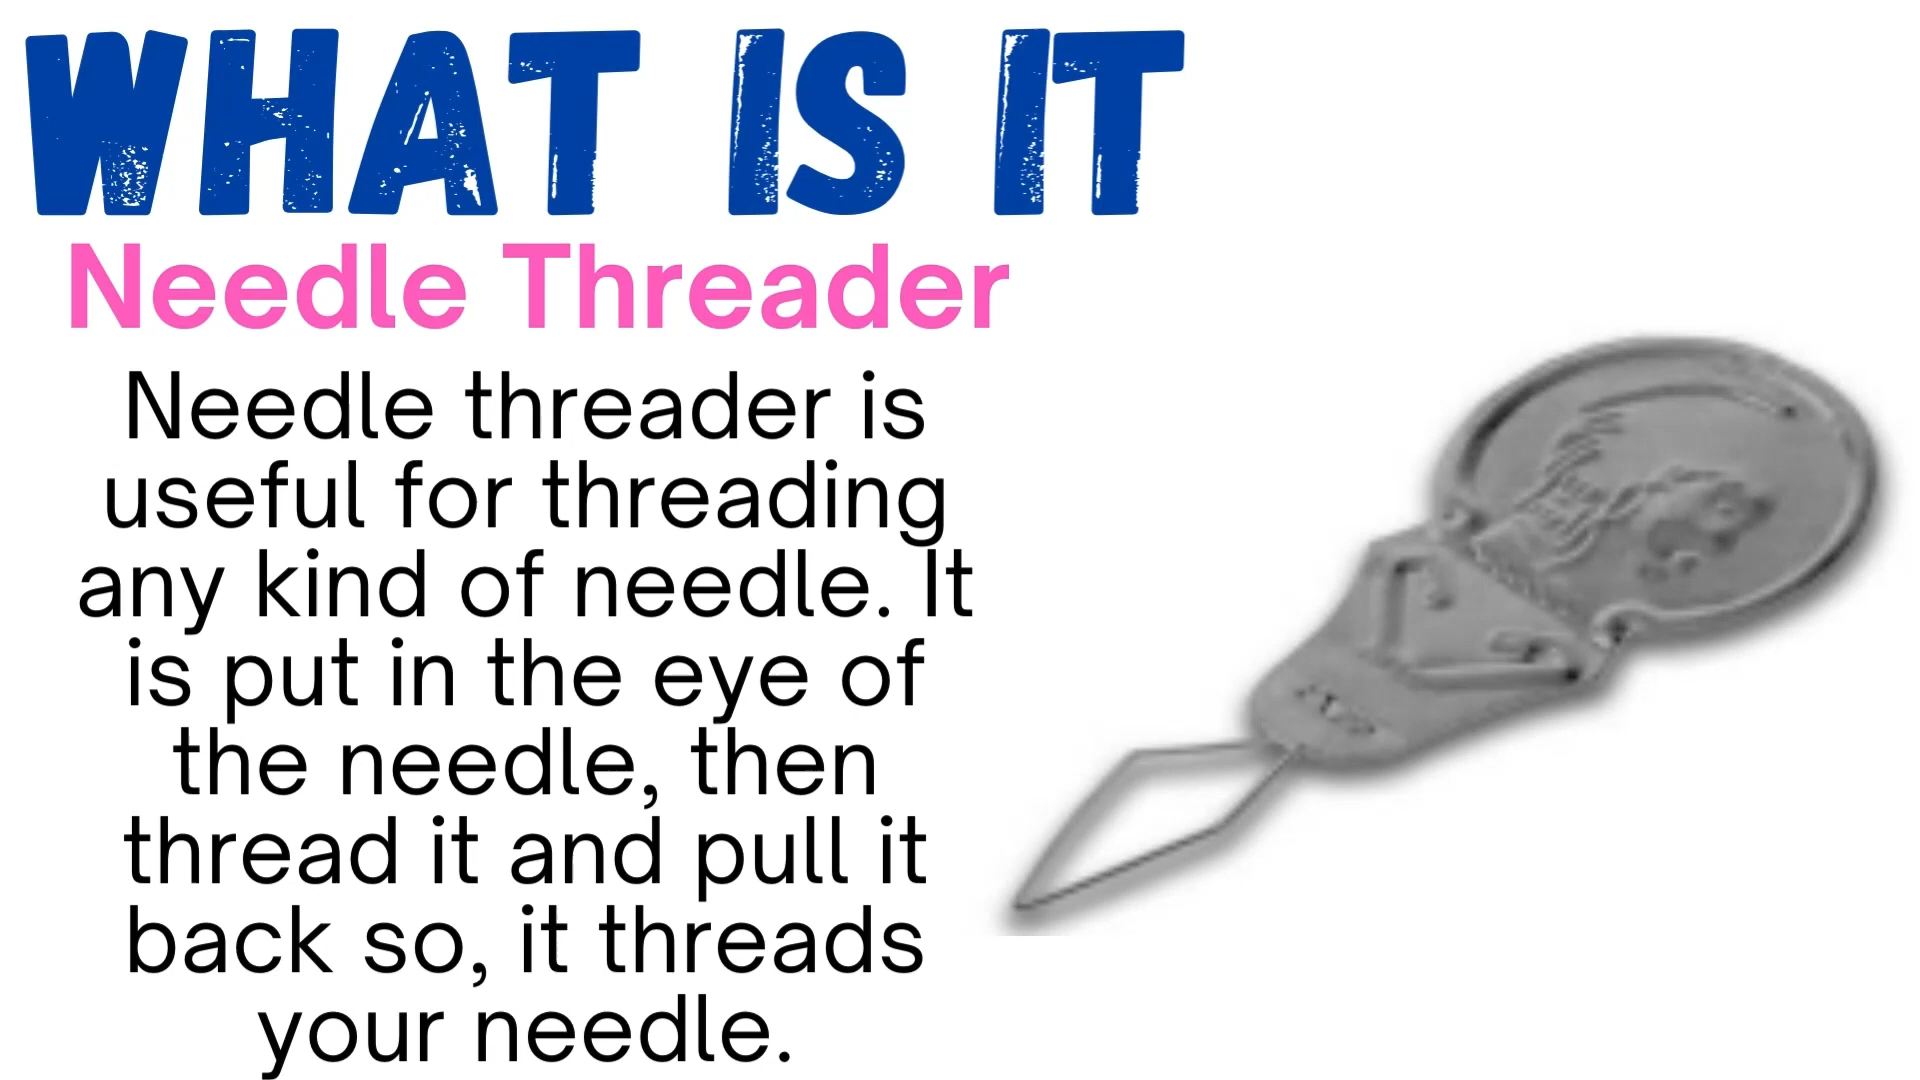 WHAT IS IT
Needle Threader
Needle threader is
useful for threading
any kind of needle. It
is put in the eye of
the needle, then
thread it and pull it
back so, it threads
your needle.